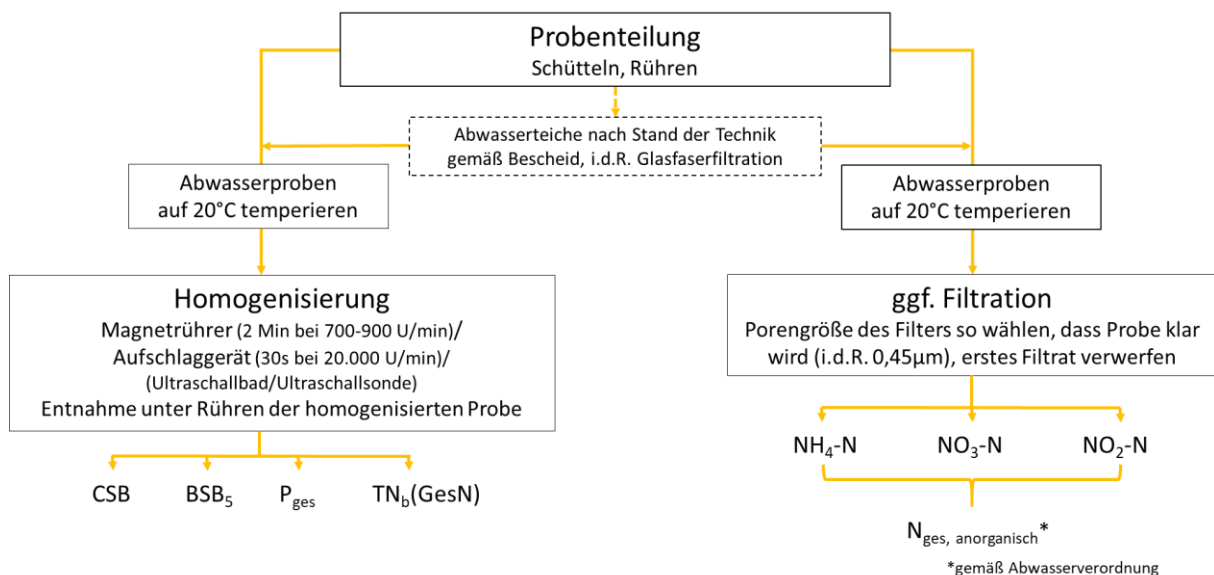 Probenteilung
Schütteln, Rühren
Abwasserteiche nach Stand der Technik
gemäß Bescheid, i.d.R. Glasfaserfiltration
Abwasserproben
auf 20°C temperieren
Abwasserproben
auf 20°C temperieren
Homogenisierung
Magnetrührer (2 Min bei 700-900 U/min)/
Aufschlaggerät (30s bei 20.000 U/min)/
(Ultraschallbad/Ultraschallsonde)
Entnahme unter Rühren der homogenisierten Probe
ggf. Filtration
Porengröße des Filters so wählen, dass Probe klar
wird (i.d.R. 0,45µm), erstes Filtrat verwerfen
CSB BSB₅ P_ges TN_b(GesN)
NH₄-N NO₃-N NO₂-N
N_ges, anorganisch*
*gemäß Abwasserverordnung